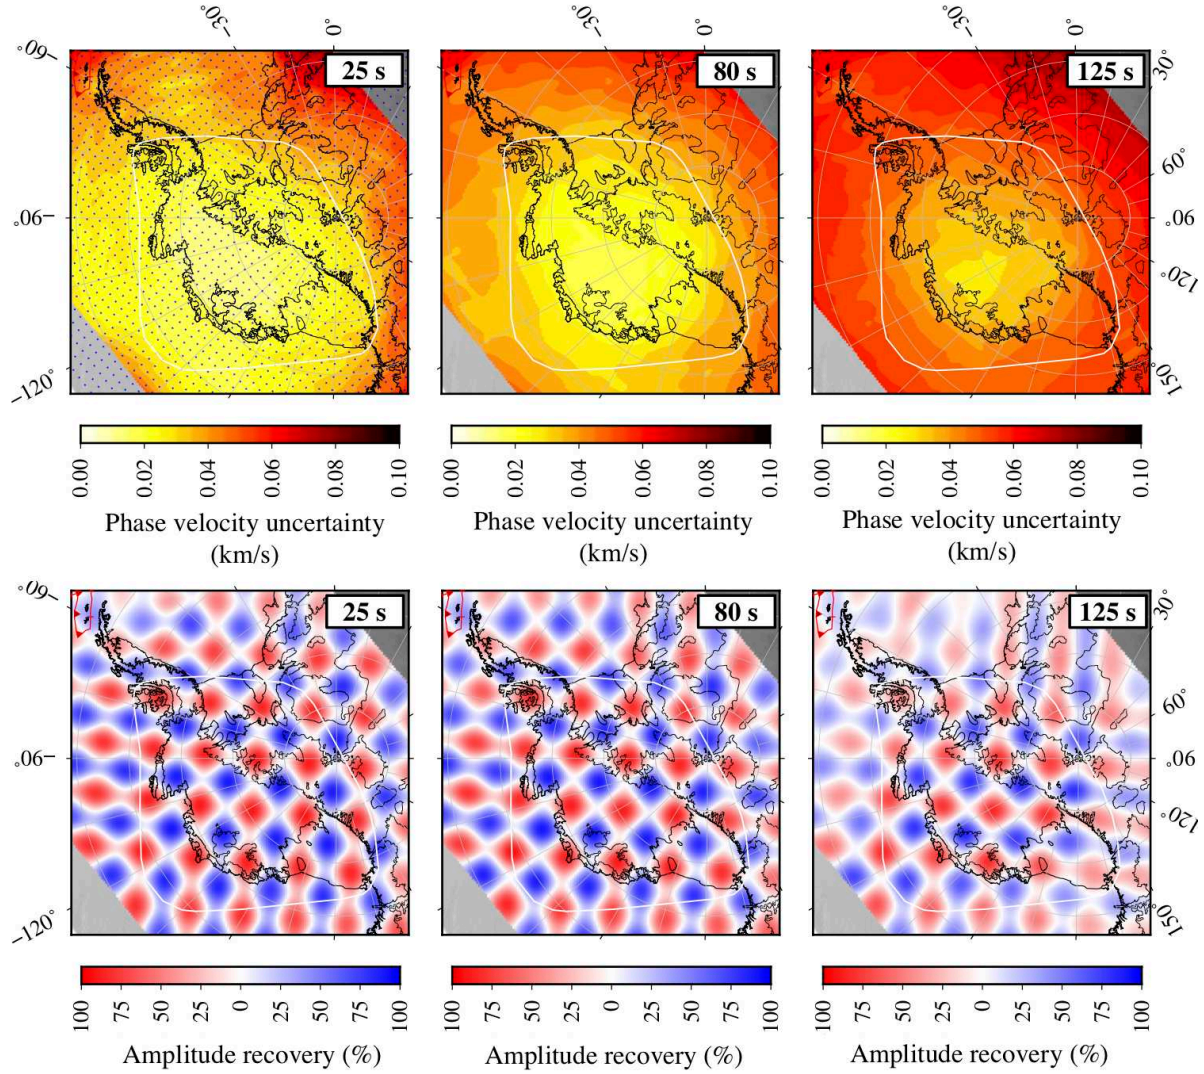 −30° 0° −30° 0° −30° 0°
−60° 25 s 80 s 125 s 30°
60°
−90° 90°
120°
−120° 150°
0.00 0.02 0.04 0.06 0.08 0.10 0.00 0.02 0.04 0.06 0.08 0.10 0.00 0.02 0.04 0.06 0.08 0.10
Phase velocity uncertainty Phase velocity uncertainty Phase velocity uncertainty
(km/s) (km/s) (km/s)
−60° 25 s 80 s 125 s 30°
60°
−90° 90°
120°
−120° 150°
100 75 50 25 0 25 50 75 100 100 75 50 25 0 25 50 75 100 100 75 50 25 0 25 50 75 100
Amplitude recovery (%) Amplitude recovery (%) Amplitude recovery (%)